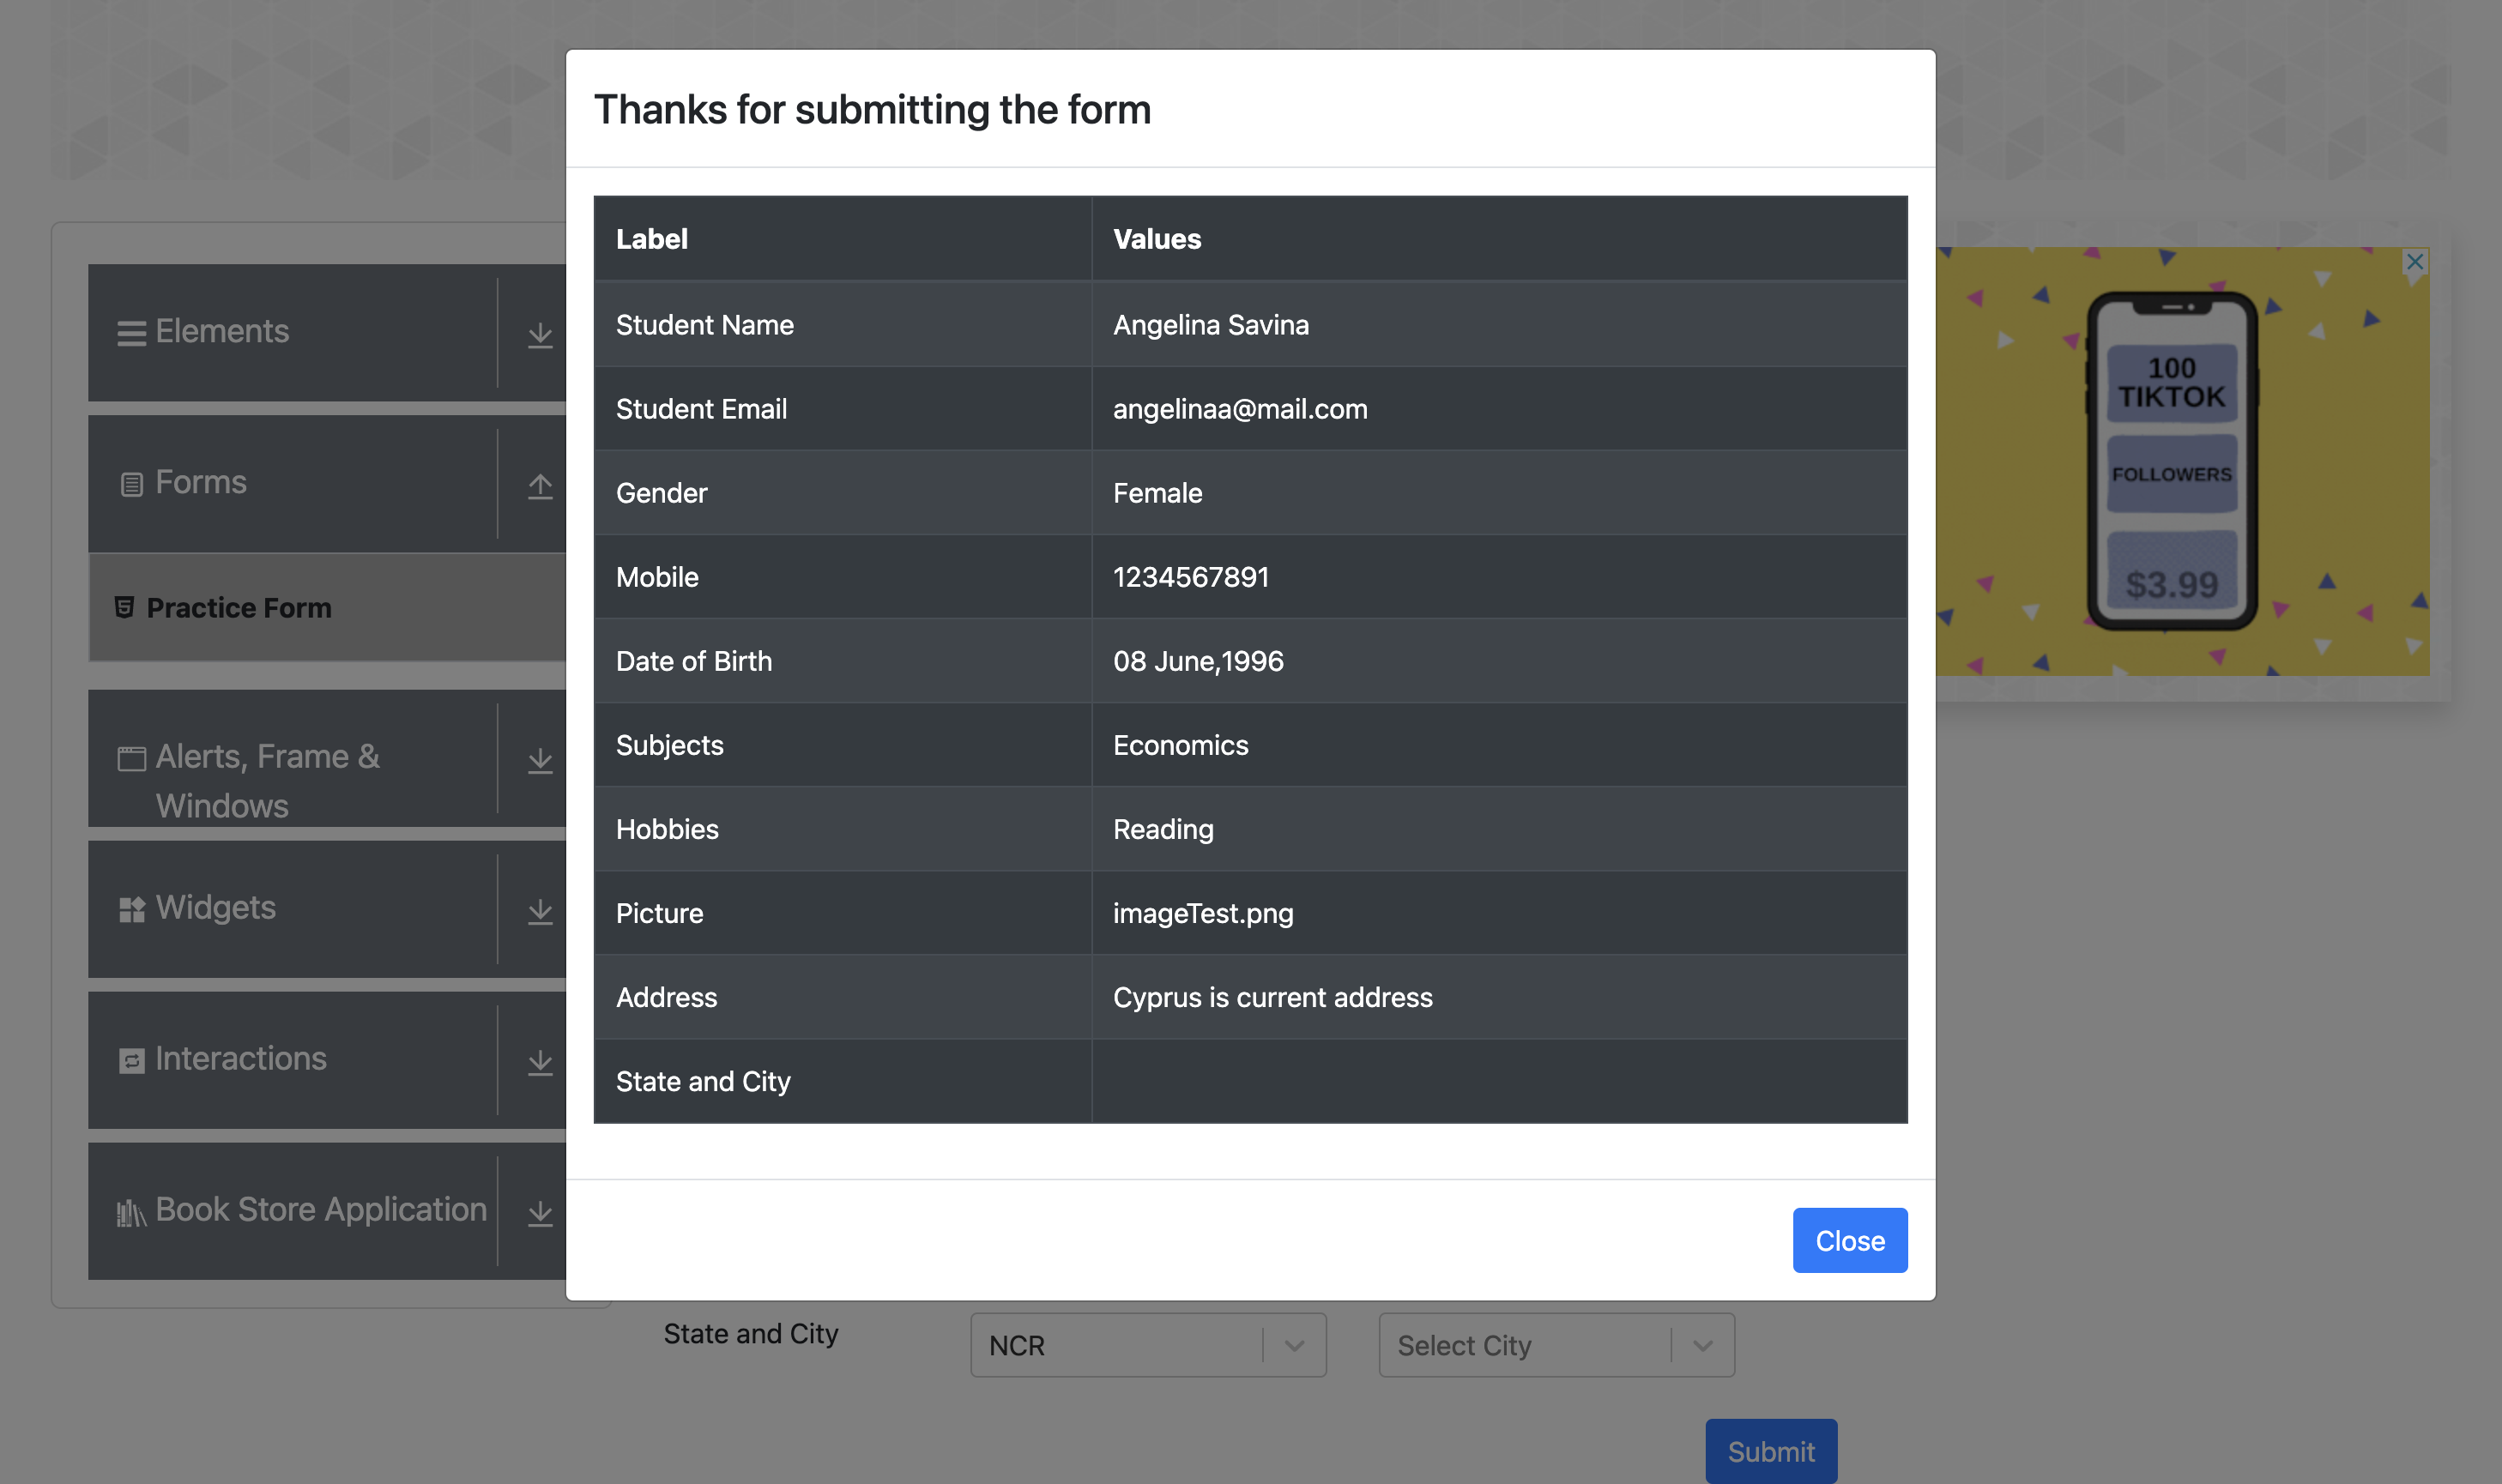 Thanks for submitting the form
Label Values
Student Name Angelina Savina
Student Email angelinaa@mail.com
Gender Female
Mobile 1234567891
Date of Birth 08 June,1996
Subjects Economics
Hobbies Reading
Picture imageTest.png
Address Cyprus is current address
State and City
Close
Elements
Forms
Practice Form
Alerts, Frame &
Windows
Widgets
Interactions
Book Store Application
100
TIKTOK
FOLLOWERS
$3.99
State and City NCR Select City
Submit